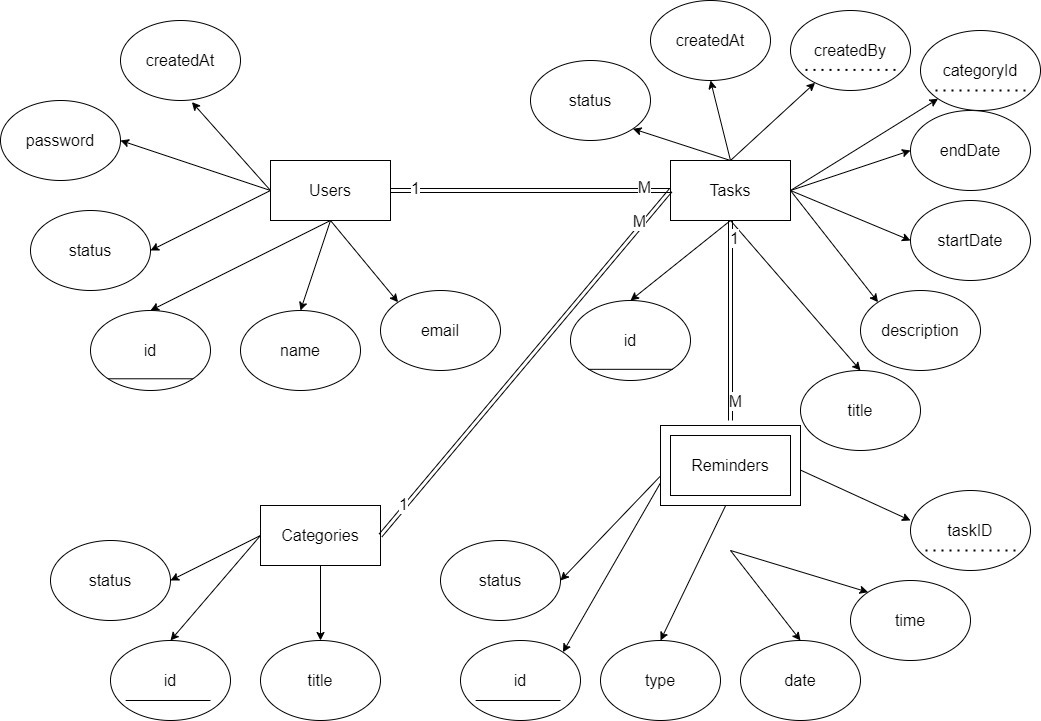 createdAt
createdAt
createdBy
categoryId
status
password
endDate
Users
1
M
Tasks
M
status
1
startDate
id
name
email
id
description
M
title
Reminders
1
Categories
taskID
status
status
time
id
title
id
type
date